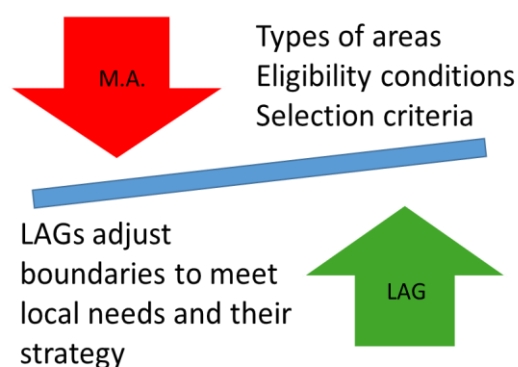 M.A.
Types of areas
Eligibility conditions
Selection criteria
LAGs adjust
boundaries to meet
local needs and their
strategy
LAG